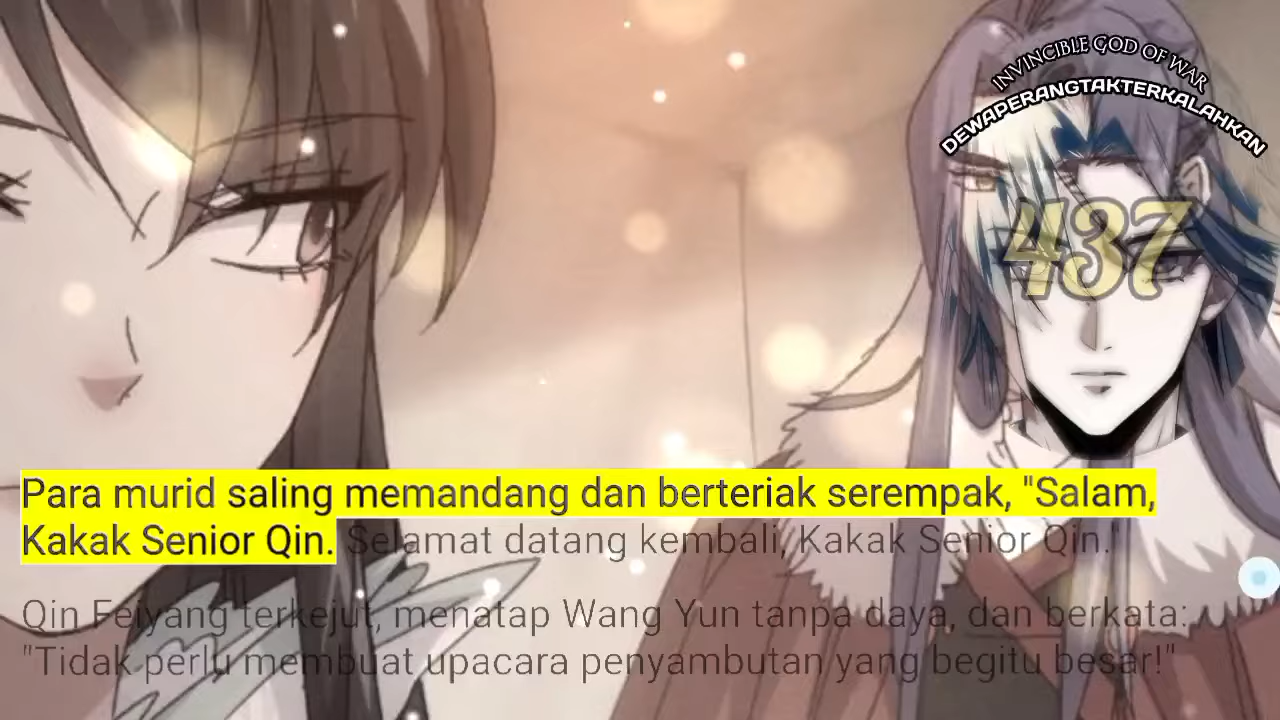 INVINCIBLE GOD OF WAR
DEWAPERANGTAKTERKALAHKAN
437
Para murid saling memandang dan berteriak serempak, "Salam,
Kakak Senior Qin. Selamat datang kembali, Kakak Senior Qin."
Qin Feiyang terkejut, menatap Wang Yun tanpa daya, dan berkata:
"Tidak perlu membuat upacara penyambutan yang begitu besar!"